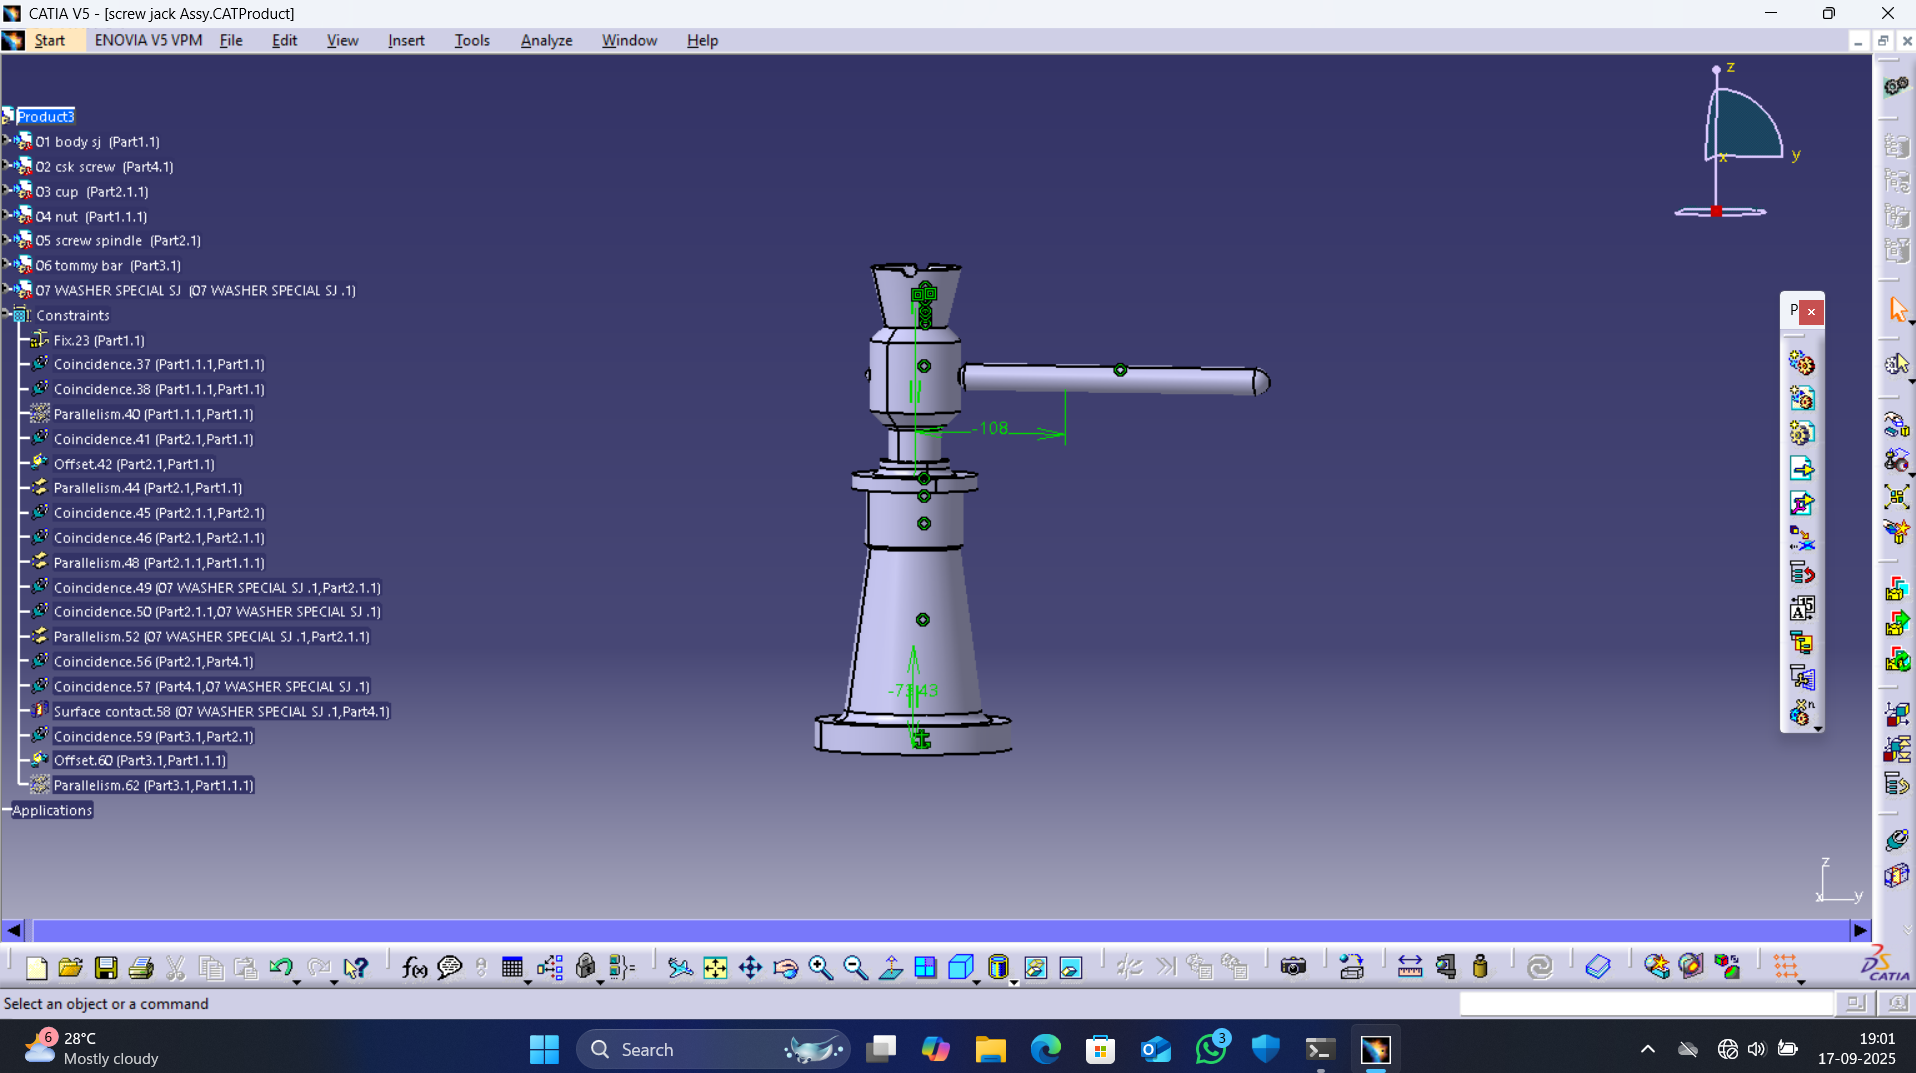 CATIA V5 - [screw jack Assy.CATProduct]
Start ENOVIA V5 VPM File Edit View Insert Tools Analyze Window Help
Product3
01 body sj (Part1.1)
02 csk screw (Part4.1)
03 cup (Part2.1.1)
04 nut (Part1.1.1)
05 screw spindle (Part2.1)
06 tommy bar (Part3.1)
07 WASHER SPECIAL SJ (07 WASHER SPECIAL SJ .1)
Constraints
Fix.23 (Part1.1)
Coincidence.37 (Part1.1.1,Part1.1)
Coincidence.38 (Part1.1.1,Part1.1)
Parallelism.40 (Part1.1.1,Part1.1)
Coincidence.41 (Part2.1,Part1.1)
Offset.42 (Part2.1,Part1.1)
Parallelism.44 (Part2.1,Part1.1)
Coincidence.45 (Part2.1.1,Part2.1)
Coincidence.46 (Part2.1,Part2.1.1)
Parallelism.48 (Part2.1.1,Part1.1.1)
Coincidence.49 (07 WASHER SPECIAL SJ .1,Part2.1.1)
Coincidence.50 (Part2.1.1,07 WASHER SPECIAL SJ .1)
Parallelism.52 (07 WASHER SPECIAL SJ .1,Part2.1.1)
Coincidence.56 (Part2.1,Part4.1)
Coincidence.57 (Part4.1,07 WASHER SPECIAL SJ .1)
Surface contact.58 (07 WASHER SPECIAL SJ .1,Part4.1)
Coincidence.59 (Part3.1,Part2.1)
Offset.60 (Part3.1,Part1.1.1)
Parallelism.62 (Part3.1,Part1.1.1)
Applications
-108
z
y
x
P
z
x y
f(x)
CATIA
Select an object or a command
6
28°C
Mostly cloudy
Search
3
19:01
17-09-2025